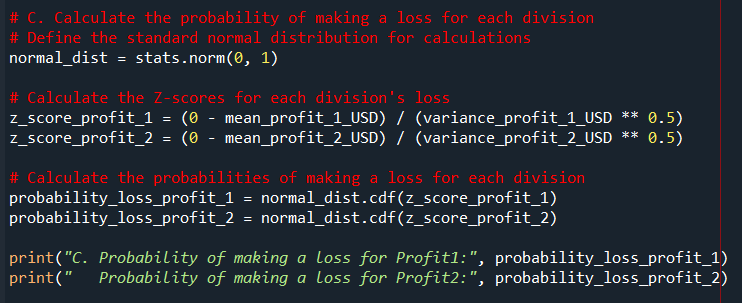 # C. Calculate the probability of making a loss for each division
# Define the standard normal distribution for calculations
normal_dist = stats.norm(0, 1)
# Calculate the Z-scores for each division's loss
z_score_profit_1 = (0 - mean_profit_1_USD) / (variance_profit_1_USD ** 0.5)
z_score_profit_2 = (0 - mean_profit_2_USD) / (variance_profit_2_USD ** 0.5)
# Calculate the probabilities of making a loss for each division
probability_loss_profit_1 = normal_dist.cdf(z_score_profit_1)
probability_loss_profit_2 = normal_dist.cdf(z_score_profit_2)
print("C. Probability of making a loss for Profit1:", probability_loss_profit_1)
print("   Probability of making a loss for Profit2:", probability_loss_profit_2)